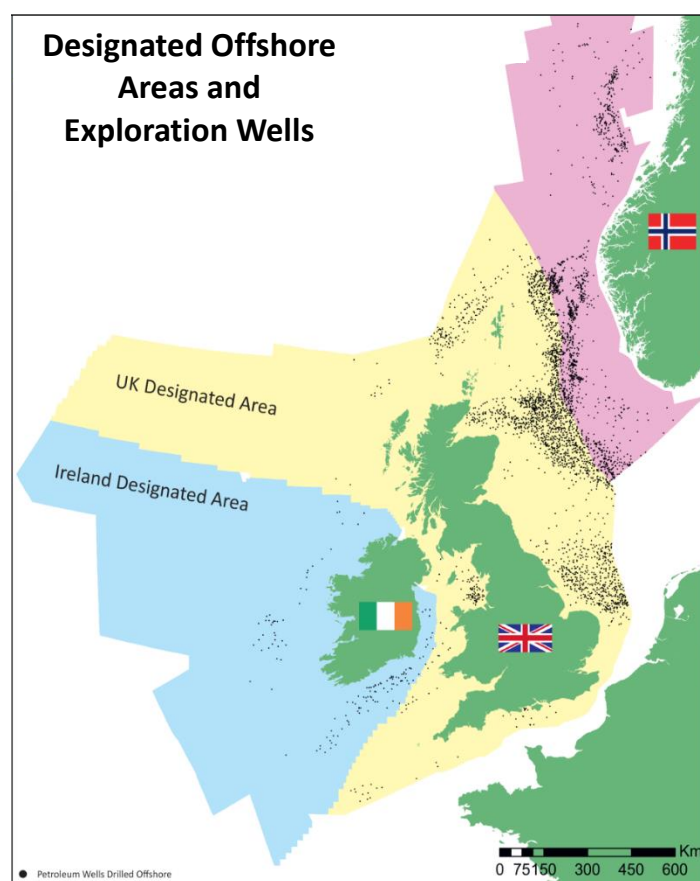 Designated Offshore
Areas and
Exploration Wells
UK Designated Area
Ireland Designated Area
Km
0 75150 300 450 600
Petroleum Wells Drilled Offshore